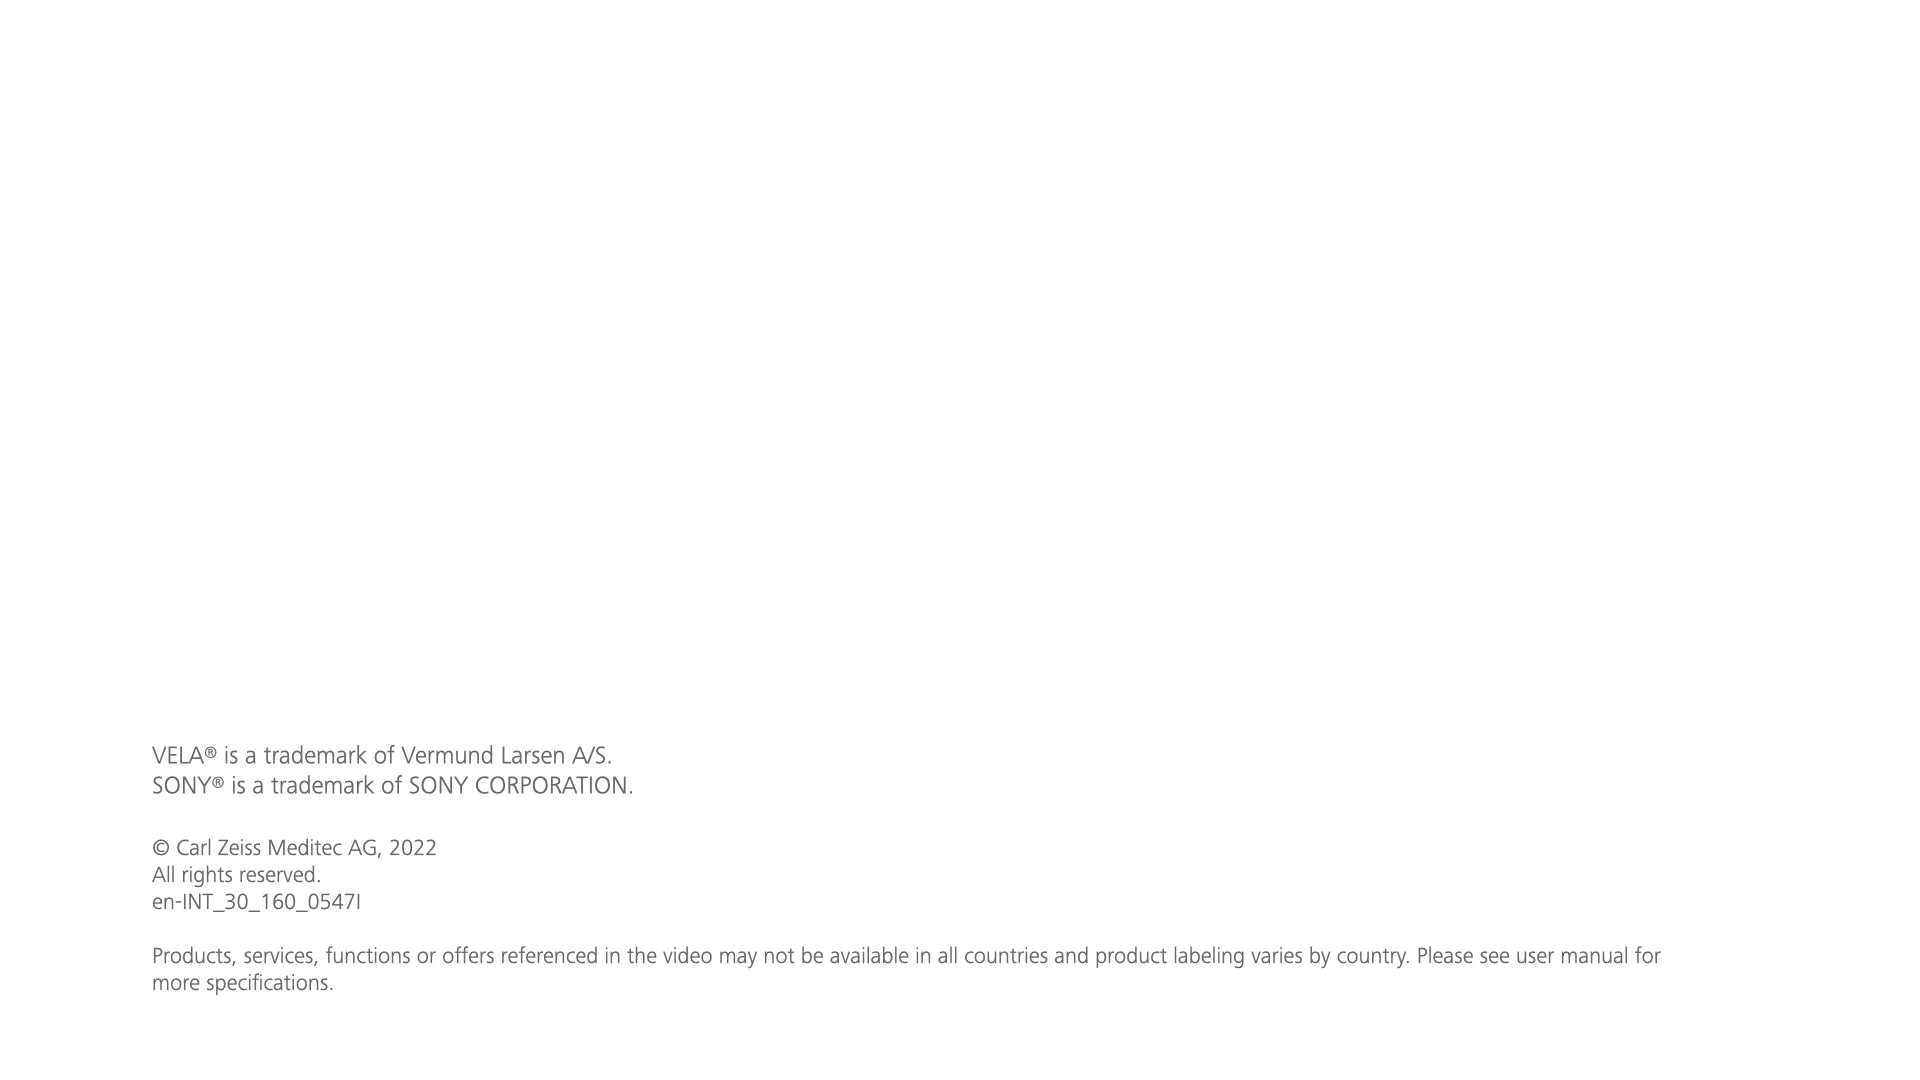 VELA® is a trademark of Vermund Larsen A/S.
SONY® is a trademark of SONY CORPORATION.
© Carl Zeiss Meditec AG, 2022
All rights reserved.
en-INT_30_160_0547I
Products, services, functions or offers referenced in the video may not be available in all countries and product labeling varies by country. Please see user manual for
more specifications.